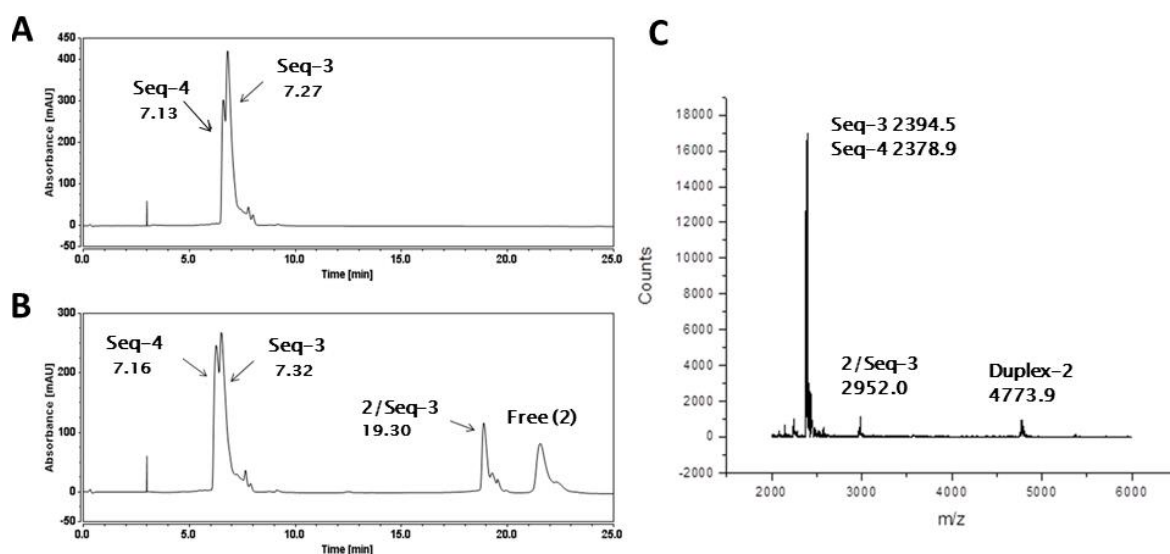 A
Absorbance [mAU]
450
400
300
200
100
0
-50
Seq-4
7.13
Seq-3
7.27
0.0 5.0 10.0 15.0 20.0 25.0
Time [min]
B
Absorbance [mAU]
300
200
100
0
-50
Seq-4
7.16
Seq-3
7.32
2/Seq-3
19.30
Free (2)
0.0 5.0 10.0 15.0 20.0 25.0
Time [min]
C
Counts
18000
16000
14000
12000
10000
8000
6000
4000
2000
0
-2000
Seq-3 2394.5
Seq-4 2378.9
2/Seq-3
2952.0
Duplex-2
4773.9
2000 3000 4000 5000 6000
m/z